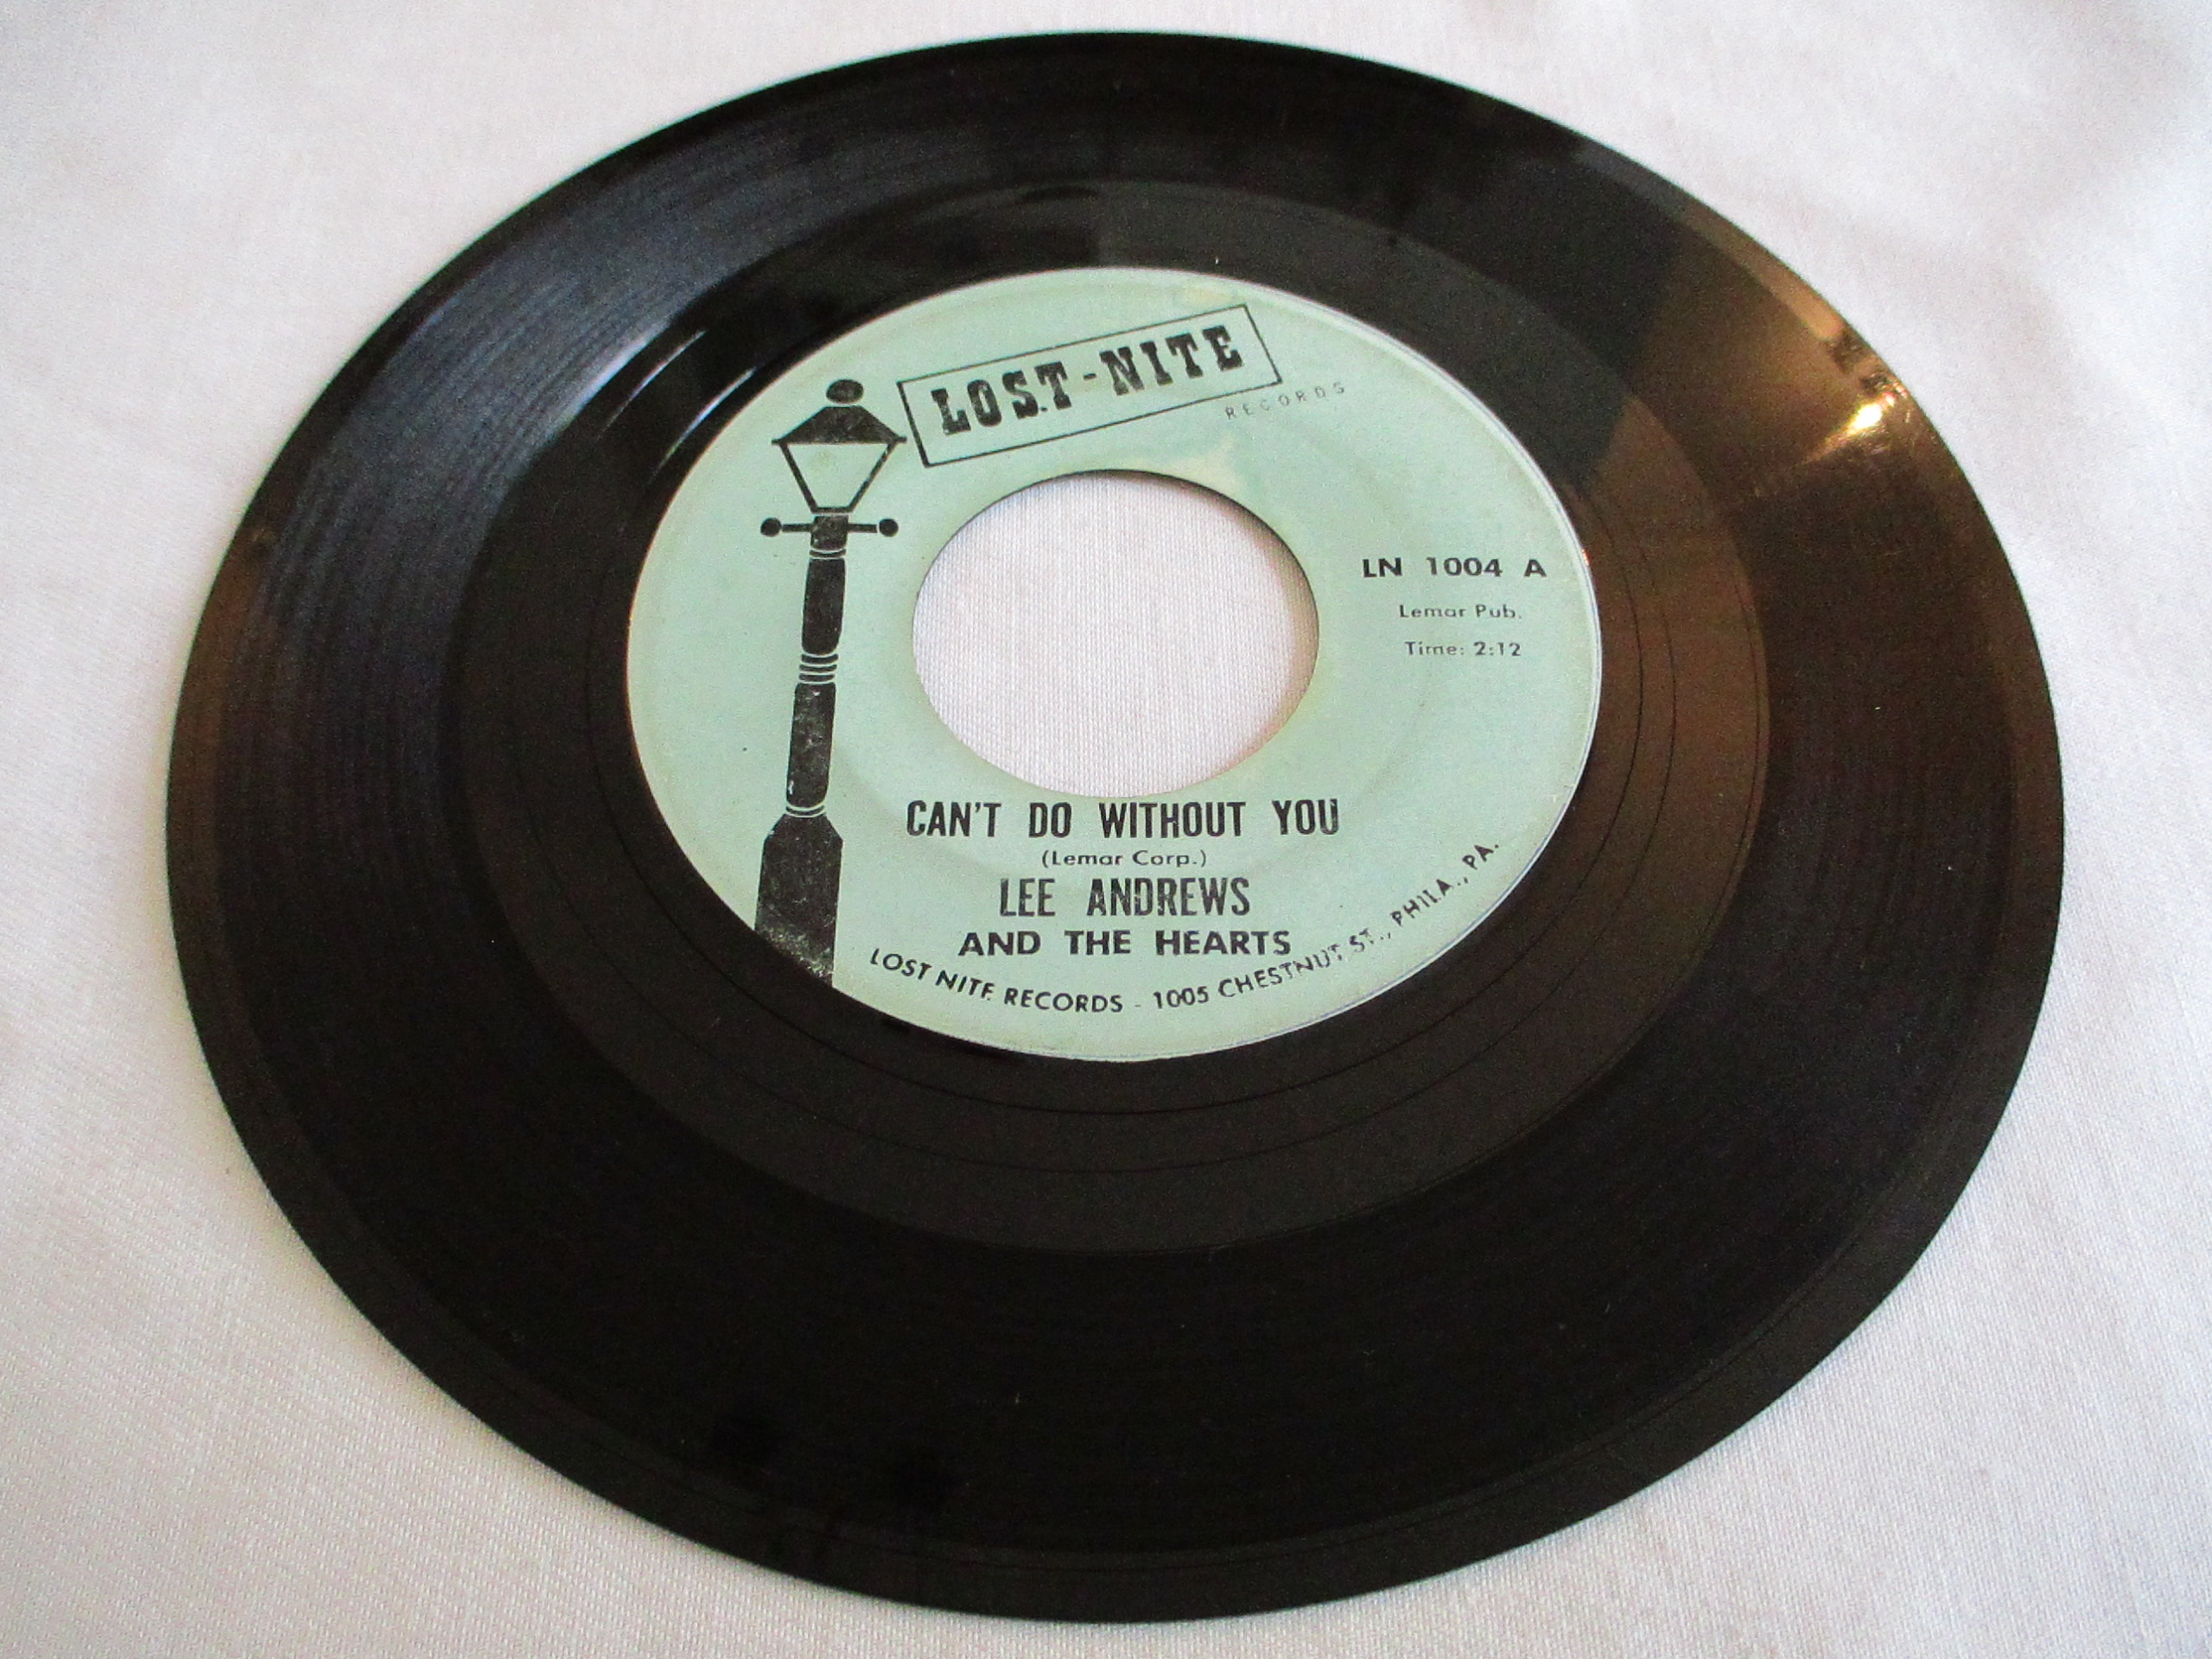 LOST-NITE
RECORDS
LN 1004 A
Lemar Pub.
Time: 2:12
CAN'T DO WITHOUT YOU
(Lemar Corp.)
LEE ANDREWS
AND THE HEARTS
LOST NITE RECORDS - 1005 CHESTNUT ST., PHILA., PA.